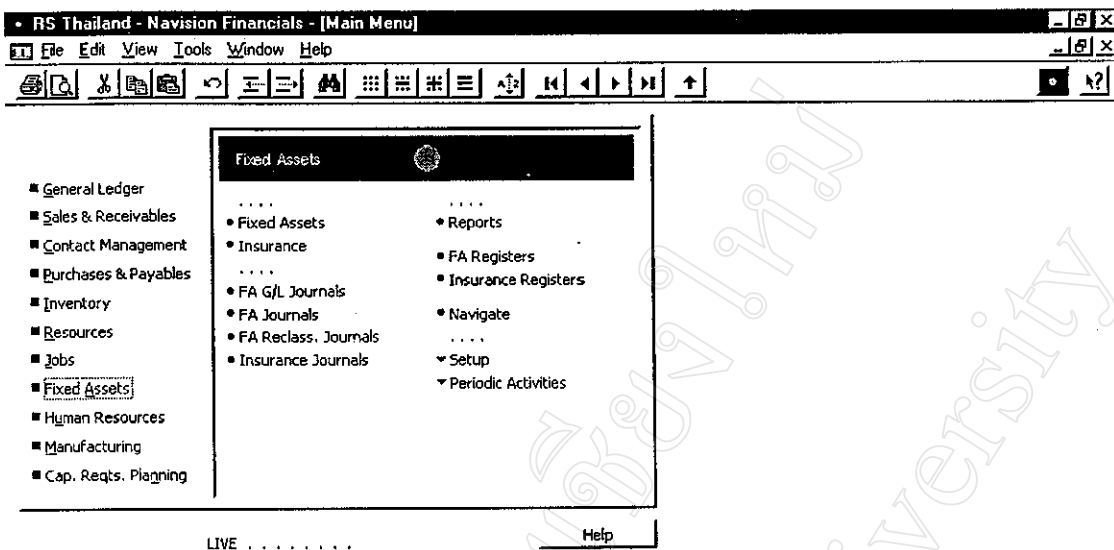 RS Thailand - Navision Financials - [Main Menu]
File Edit View Tools Window Help
General Ledger
Sales & Receivables
Contact Management
Purchases & Payables
Inventory
Resources
Jobs
Fixed Assets
Human Resources
Manufacturing
Cap. Reqts. Planning
Fixed Assets
. . . .
Fixed Assets
Insurance
. . . .
FA G/L Journals
FA Journals
FA Reclass. Journals
Insurance Journals
. . . .
Reports
FA Registers
Insurance Registers
Navigate
. . . .
Setup
Periodic Activities
LIVE . . . . . . . .
Help